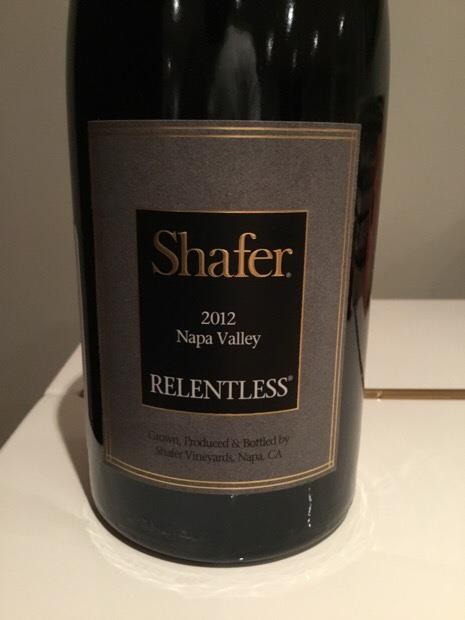 Shafer®
2012
Napa Valley
RELENTLESS®
Grown, Produced & Bottled by
Shafer Vineyards, Napa, CA